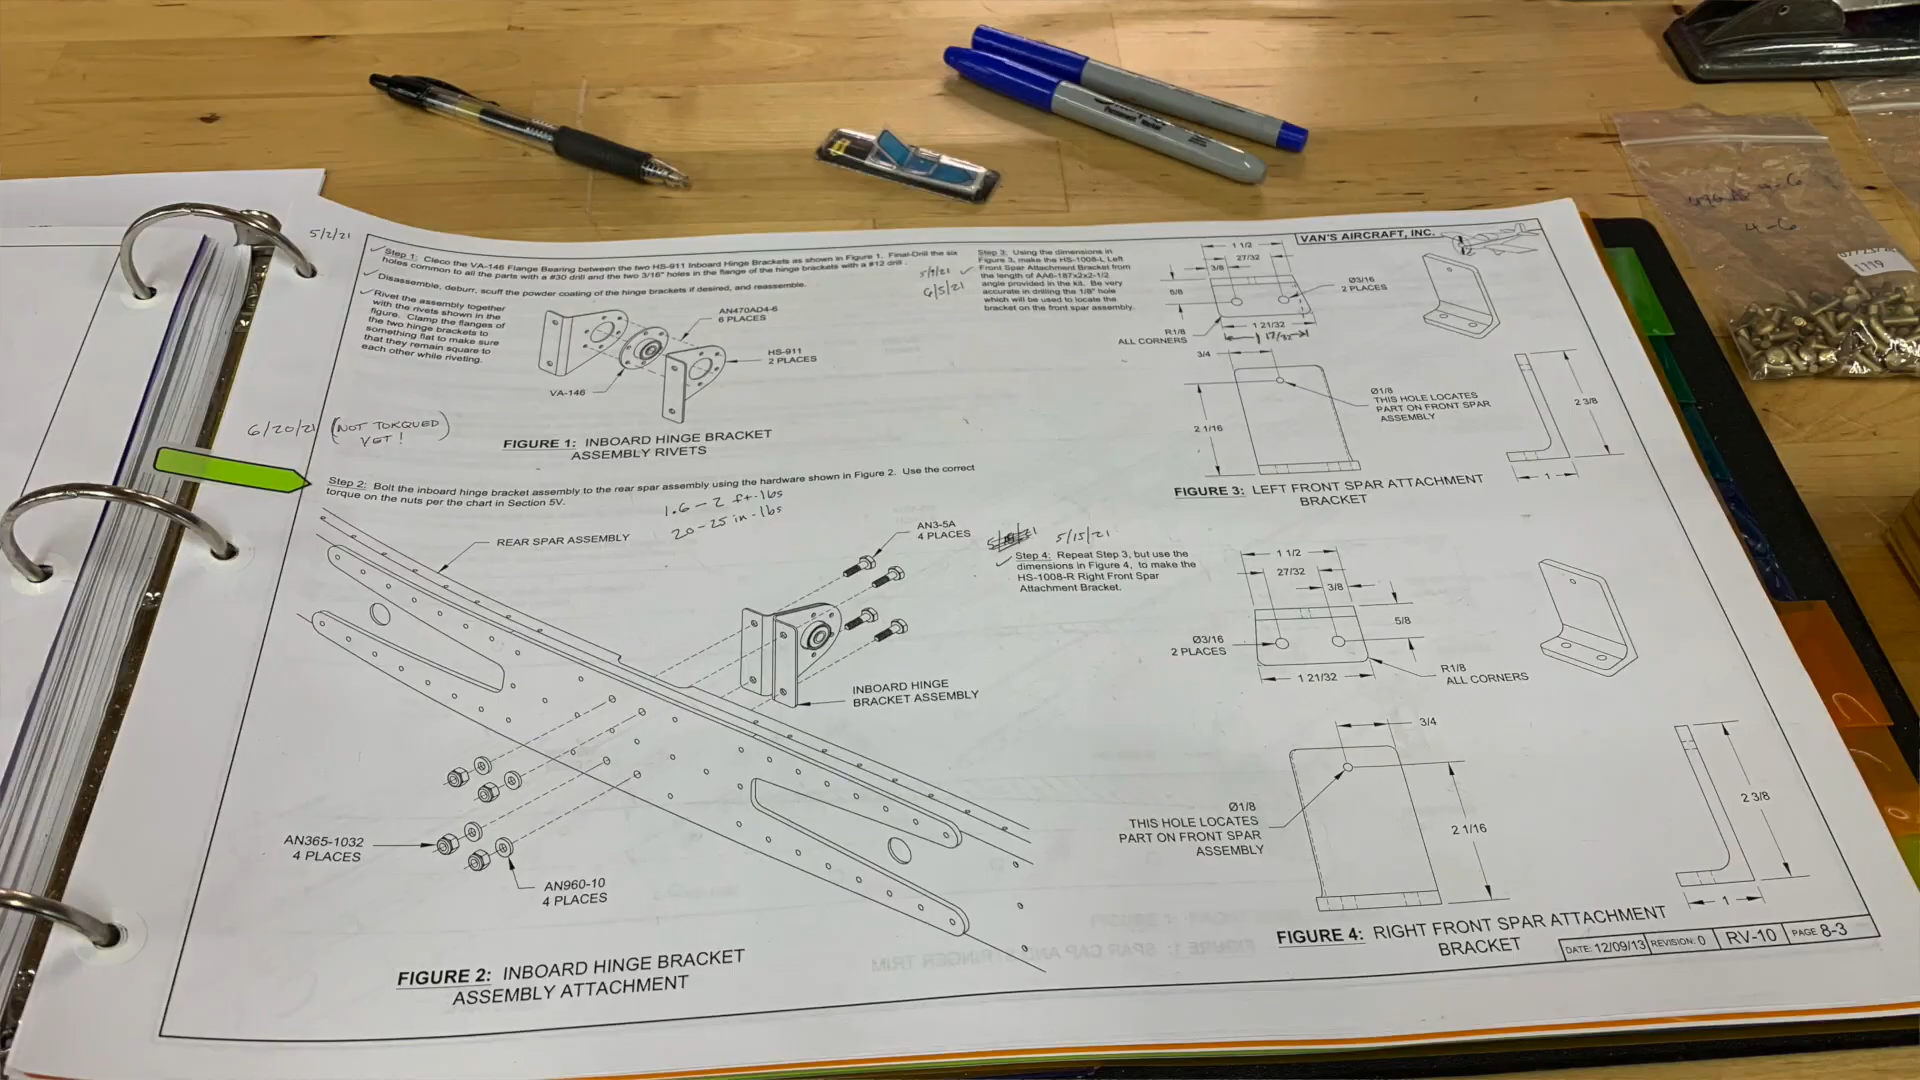 VAN'S AIRCRAFT, INC.
5/2/21
Step 1: Cleco the VA-146 Flange Bearing between the two HS-911 Inboard Hinge Brackets as shown in Figure 1. Final-Drill the six
holes common to all the parts with a #30 drill and the two 3/16" holes in the flange of the hinge brackets with a #12 drill.
Disassemble, deburr, scuff the powder coating of the hinge brackets if desired, and reassemble.
Rivet the assembly together
with the rivets shown in the
figure. Clamp the flanges of
the two hinge brackets to
something flat to make sure
that they remain square to
each other while riveting.
AN470AD4-6
6 PLACES
HS-911
2 PLACES
VA-146
FIGURE 1: INBOARD HINGE BRACKET
ASSEMBLY RIVETS
6/20/21 (NOT TORQUED
YET!)
Step 2: Bolt the inboard hinge bracket assembly to the rear spar assembly using the hardware shown in Figure 2. Use the correct
torque on the nuts per the chart in Section 5V.
1.6 - 2 ft-lbs
20-25 in-lbs
REAR SPAR ASSEMBLY
AN3-5A
4 PLACES
INBOARD HINGE
BRACKET ASSEMBLY
AN365-1032
4 PLACES
AN960-10
4 PLACES
FIGURE 2: INBOARD HINGE BRACKET
ASSEMBLY ATTACHMENT
6/5/21
Step 3: Using the dimensions in
Figure 3, make the HS-1008-L Left
Front Spar Attachment Bracket from
the length of AA6-187x2x2-1/2
angle provided in the kit. Be very
accurate in drilling the 1/8" hole
which will be used to locate the
bracket on the front spar assembly.
1 1/2
27/32
3/8
Ø3/16
2 PLACES
5/8
R1/8
ALL CORNERS
1 21/32
1 17/32
3/4
Ø1/8
THIS HOLE LOCATES
PART ON FRONT SPAR
ASSEMBLY
2 1/16
2 3/8
1
FIGURE 3: LEFT FRONT SPAR ATTACHMENT
BRACKET
5/15/21
Step 4: Repeat Step 3, but use the
dimensions in Figure 4, to make the
HS-1008-R Right Front Spar
Attachment Bracket.
1 1/2
27/32
3/8
5/8
Ø3/16
2 PLACES
R1/8
ALL CORNERS
1 21/32
3/4
Ø1/8
THIS HOLE LOCATES
PART ON FRONT SPAR
ASSEMBLY
2 1/16
2 3/8
1
FIGURE 4: RIGHT FRONT SPAR ATTACHMENT
BRACKET
DATE: 12/09/13 REVISION: 0 RV-10 PAGE 8-3
4-6
1119